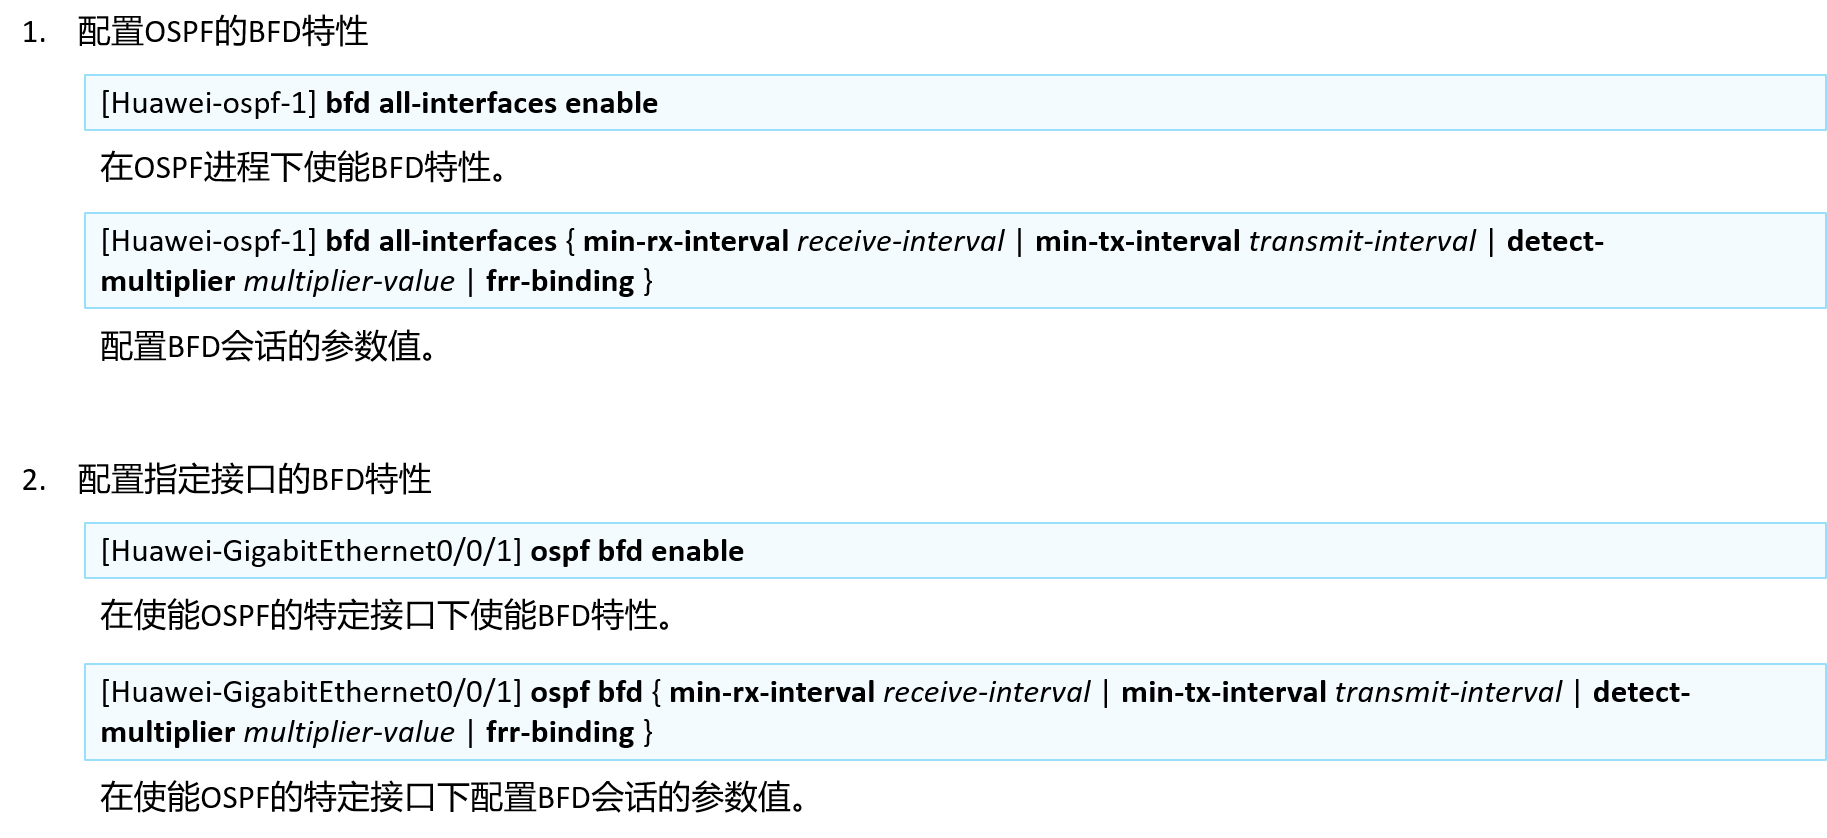 1. 配置OSPF的BFD特性
[Huawei-ospf-1] bfd all-interfaces enable
在OSPF进程下使能BFD特性。
[Huawei-ospf-1] bfd all-interfaces { min-rx-interval receive-interval | min-tx-interval transmit-interval | detect-
multiplier multiplier-value | frr-binding }
配置BFD会话的参数值。
2. 配置指定接口的BFD特性
[Huawei-GigabitEthernet0/0/1] ospf bfd enable
在使能OSPF的特定接口下使能BFD特性。
[Huawei-GigabitEthernet0/0/1] ospf bfd { min-rx-interval receive-interval | min-tx-interval transmit-interval | detect-
multiplier multiplier-value | frr-binding }
在使能OSPF的特定接口下配置BFD会话的参数值。